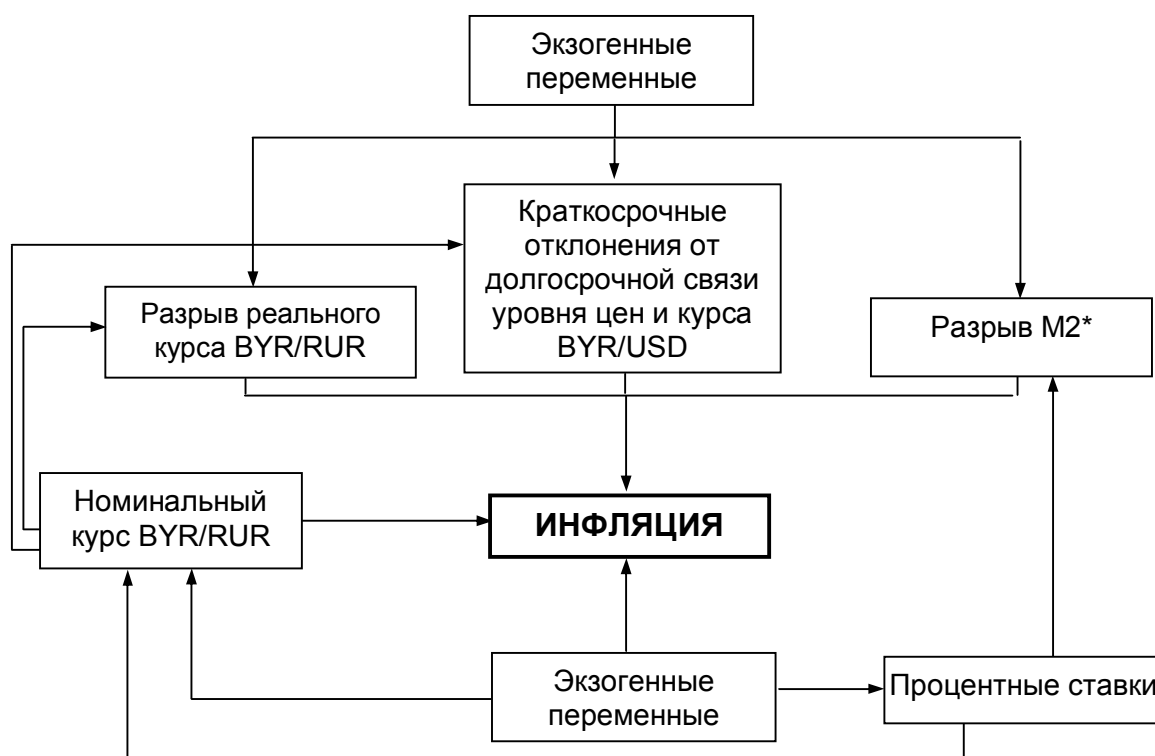 Экзогенные
переменные
Краткосрочные
отклонения от
долгосрочной связи
уровня цен и курса
BYR/USD
Разрыв реального
курса BYR/RUR
Разрыв М2*
Номинальный
курс BYR/RUR
ИНФЛЯЦИЯ
Экзогенные
переменные
Процентные ставки